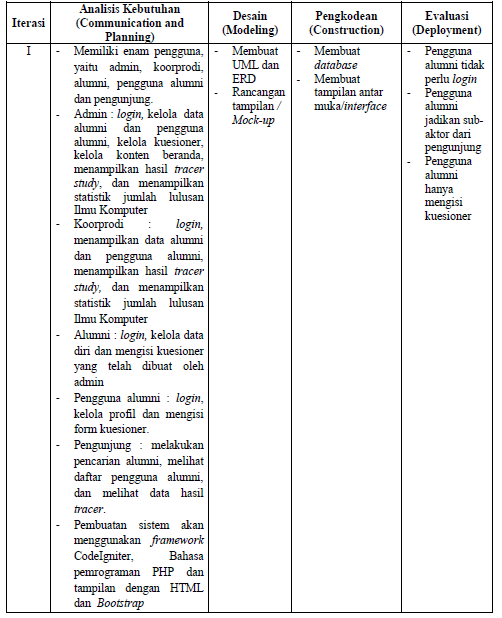 Iterasi
Analisis Kebutuhan
(Communication and
Planning)
Desain
(Modeling)
Pengkodean
(Construction)
Evaluasi
(Deployment)
I
- Memiliki enam pengguna,
yaitu admin, koorprodi,
alumni, pengguna alumni
dan pengunjung.
- Admin : login, kelola data
alumni dan pengguna
alumni, kelola kuesioner,
kelola konten beranda,
menampilkan hasil tracer
study, dan menampilkan
statistik jumlah lulusan
Ilmu Komputer
- Koorprodi : login,
menampilkan data alumni
dan pengguna alumni,
menampilkan hasil tracer
study, dan menampilkan
statistik jumlah lulusan
Ilmu Komputer
- Alumni : login, kelola data
diri dan mengisi kuesioner
yang telah dibuat oleh
admin
- Pengguna alumni : login,
kelola profil dan mengisi
form kuesioner.
- Pengunjung : melakukan
pencarian alumni, melihat
daftar pengguna alumni,
dan melihat data hasil
tracer.
- Pembuatan sistem akan
menggunakan framework
CodeIgniter, Bahasa
pemrograman PHP dan
tampilan dengan HTML
dan Bootstrap
- Membuat
UML dan
ERD
- Rancangan
tampilan /
Mock-up
- Membuat
database
- Membuat
tampilan antar
muka/interface
- Pengguna
alumni tidak
perlu login
- Pengguna
alumni
jadikan sub-
aktor dari
pengunjung
- Pengguna
alumni
hanya
mengisi
kuesioner